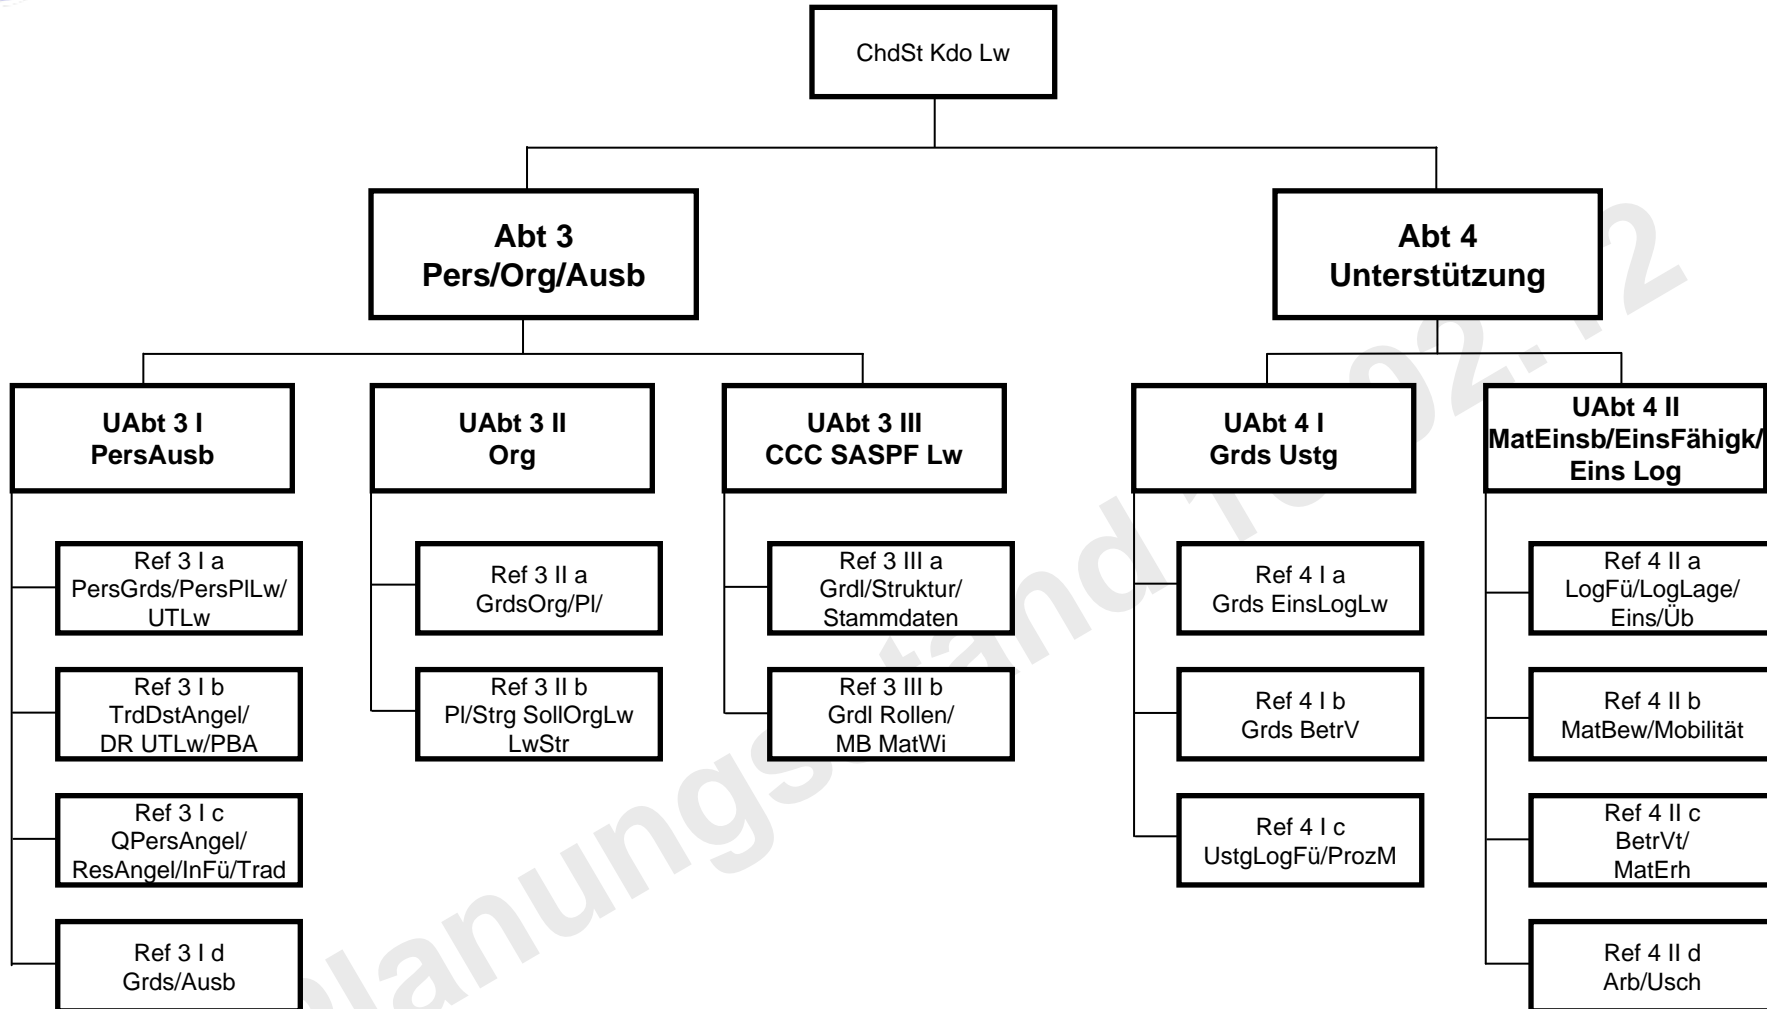 ChdSt Kdo Lw
Abt 3
Pers/Org/Ausb
Abt 4
Unterstützung
UAbt 3 I
PersAusb
UAbt 3 II
Org
UAbt 3 III
CCC SASPF Lw
UAbt 4 I
Grds Ustg
UAbt 4 II
MatEinsb/EinsFähigk/
Eins Log
Ref 3 I a
PersGrds/PersPlLw/
UTLw
Ref 3 II a
GrdsOrg/Pl/
Ref 3 III a
Grdl/Struktur/
Stammdaten
Ref 4 I a
Grds EinsLogLw
Ref 4 II a
LogFü/LogLage/
Eins/Üb
Ref 3 I b
TrdDstAngel/
DR UTLw/PBA
Ref 3 II b
Pl/Strg SollOrgLw
LwStr
Ref 3 III b
Grdl Rollen/
MB MatWi
Ref 4 I b
Grds BetrV
Ref 4 II b
MatBew/Mobilität
Ref 3 I c
QPersAngel/
ResAngel/InFü/Trad
Ref 4 I c
UstgLogFü/ProzM
Ref 4 II c
BetrVt/
MatErh
Ref 3 I d
Grds/Ausb
Ref 4 II d
Arb/Usch
Planungsstand